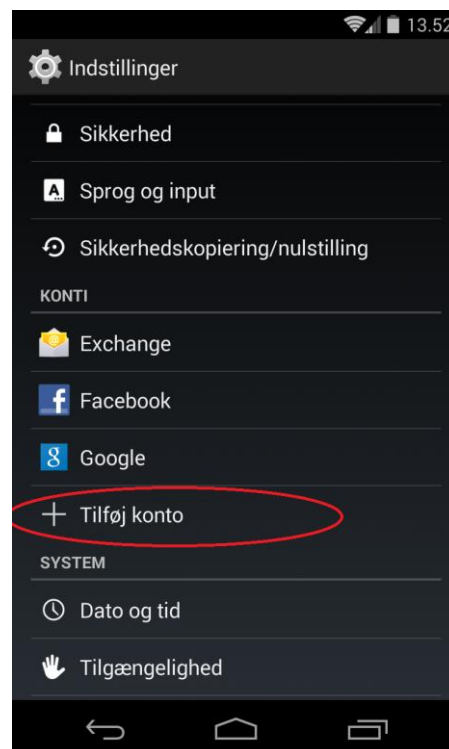 13.52
Indstillinger
Sikkerhed
Sprog og input
Sikkerhedskopiering/nulstilling
KONTI
Exchange
Facebook
Google
Tilføj konto
SYSTEM
Dato og tid
Tilgængelighed